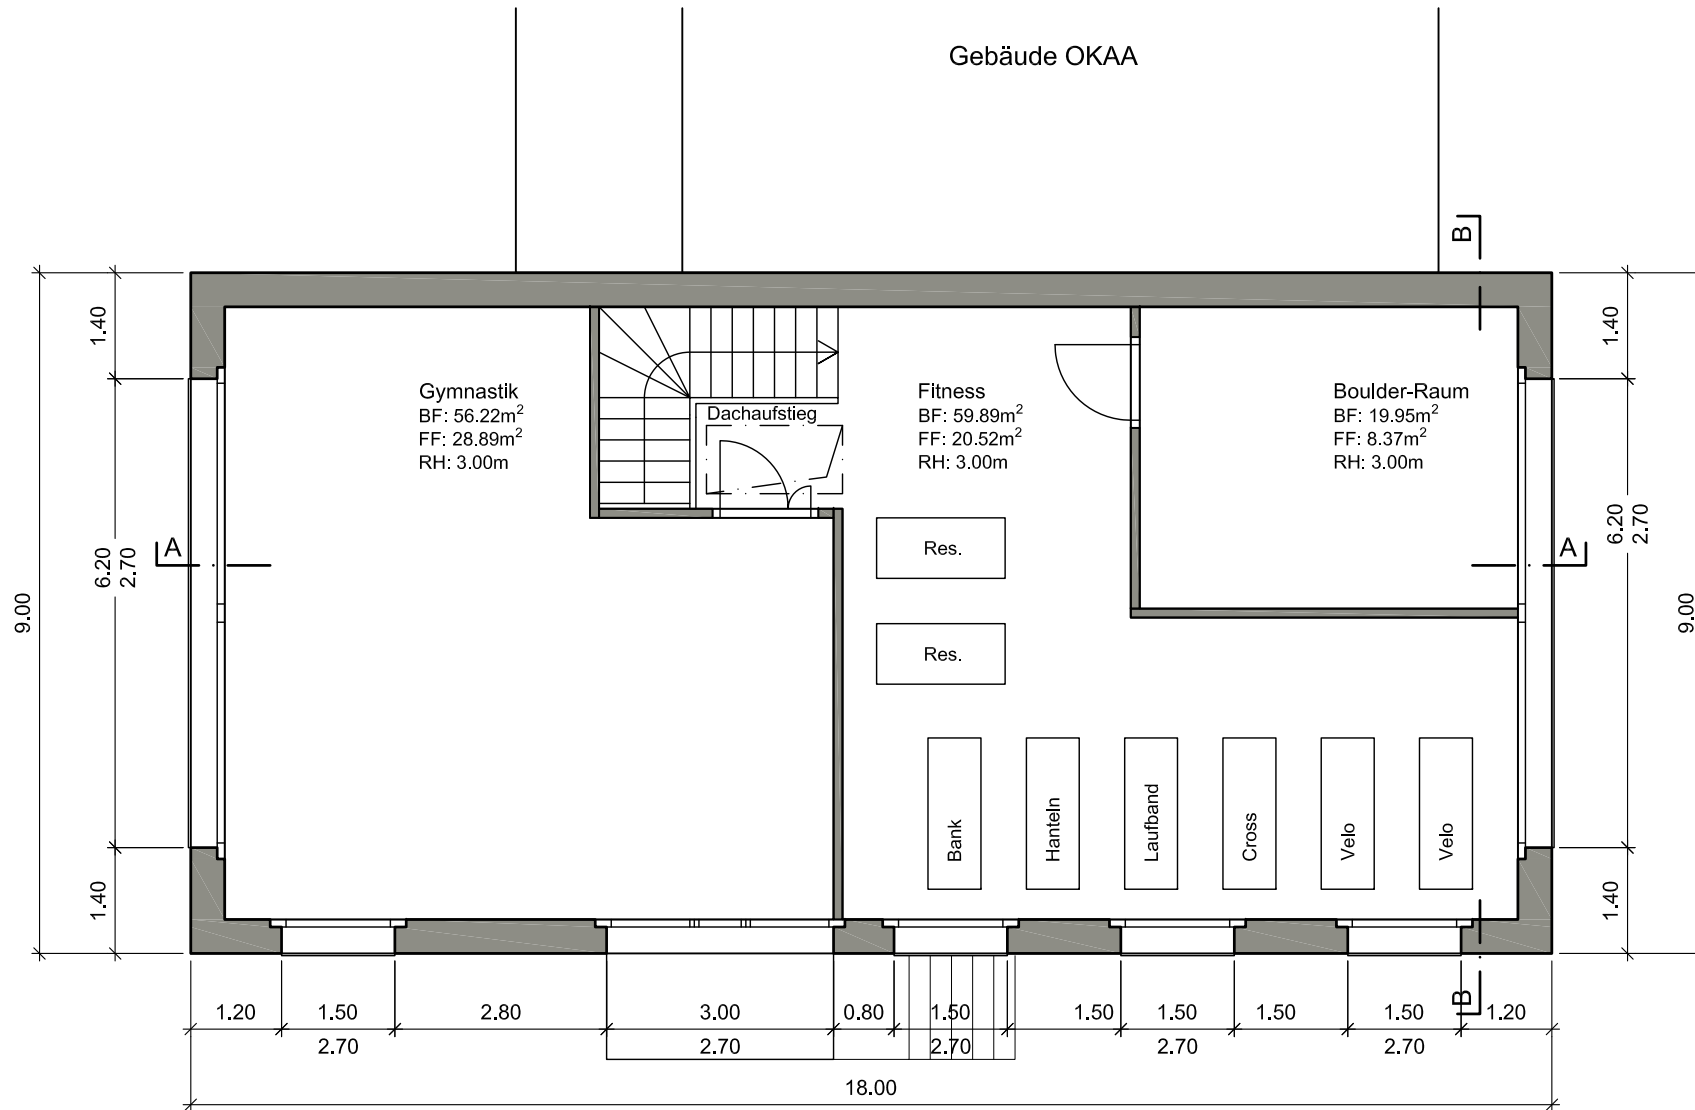 Gebäude OKAA
B
1.40
1.40
Gymnastik
BF: 56.22m²
FF: 28.89m²
RH: 3.00m
Dachaufstieg
Fitness
BF: 59.89m²
FF: 20.52m²
RH: 3.00m
Boulder-Raum
BF: 19.95m²
FF: 8.37m²
RH: 3.00m
A
A
9.00
6.20
2.70
6.20
2.70
9.00
Res.
Res.
Bank
Hanteln
Laufband
Cross
Velo
Velo
1.40
1.40
B
1.20
1.50
2.80
3.00
0.80
1.50
1.50
1.50
1.50
1.50
1.20
2.70
2.70
2.70
2.70
2.70
18.00